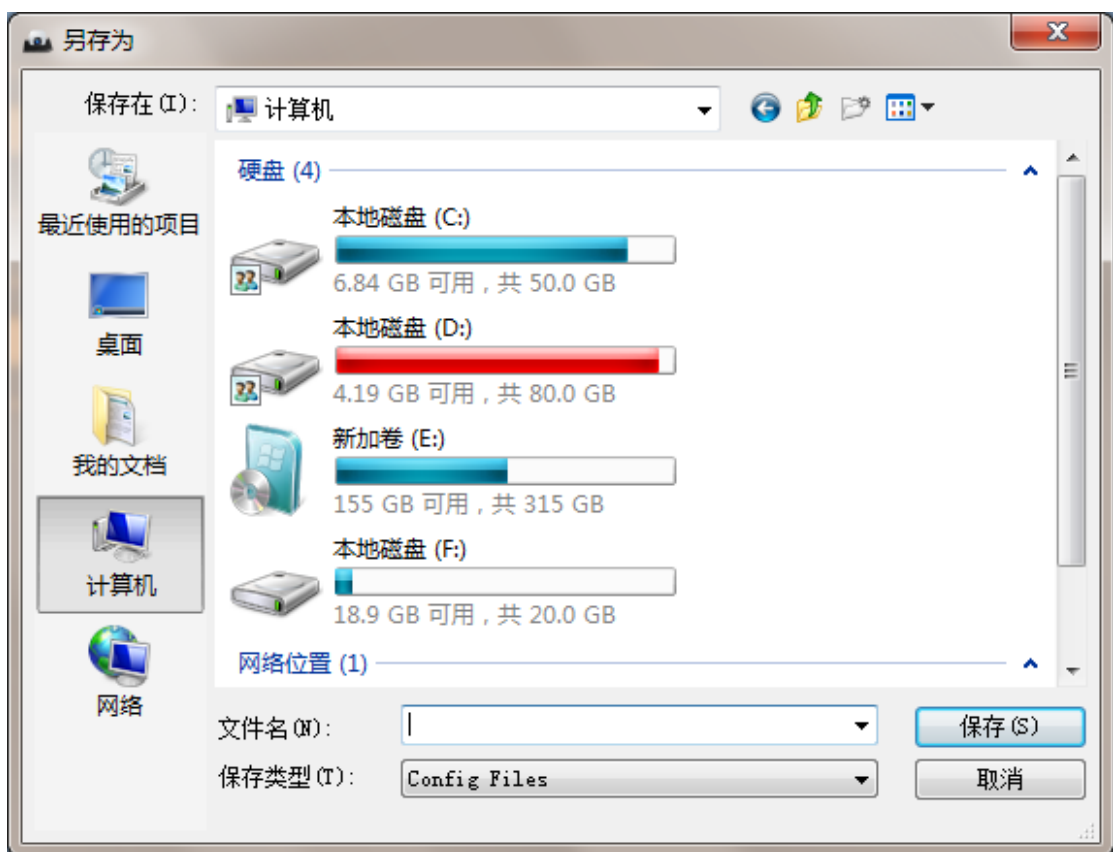 另存为
保存在(I):
计算机
最近使用的项目
桌面
我的文档
计算机
网络
硬盘 (4)
本地磁盘 (C:)
6.84 GB 可用，共 50.0 GB
本地磁盘 (D:)
4.19 GB 可用，共 80.0 GB
新加卷 (E:)
155 GB 可用，共 315 GB
本地磁盘 (F:)
18.9 GB 可用，共 20.0 GB
网络位置 (1)
文件名(N):
保存(S)
保存类型(T):
Config Files
取消